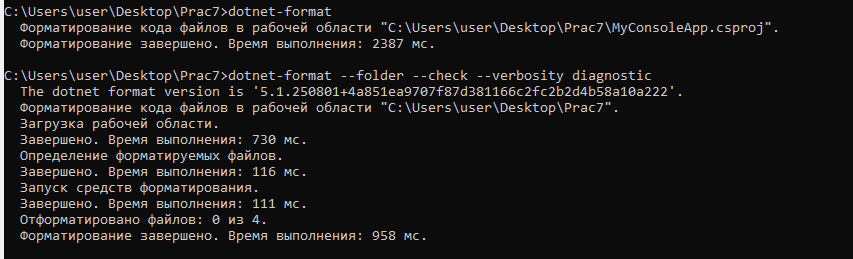 C:\Users\user\Desktop\Prac7>dotnet-format
Форматирование кода файлов в рабочей области "C:\Users\user\Desktop\Prac7\MyConsoleApp.csproj".
Форматирование завершено. Время выполнения: 2387 мс.
C:\Users\user\Desktop\Prac7>dotnet-format --folder --check --verbosity diagnostic
The dotnet format version is '5.1.250801+4a851ea9707f87d381166c2fc2b2d4b58a10a222'.
Форматирование кода файлов в рабочей области "C:\Users\user\Desktop\Prac7".
Загрузка рабочей области.
Завершено. Время выполнения: 730 мс.
Определение форматируемых файлов.
Завершено. Время выполнения: 116 мс.
Запуск средств форматирования.
Завершено. Время выполнения: 111 мс.
Отформатировано файлов: 0 из 4.
Форматирование завершено. Время выполнения: 958 мс.